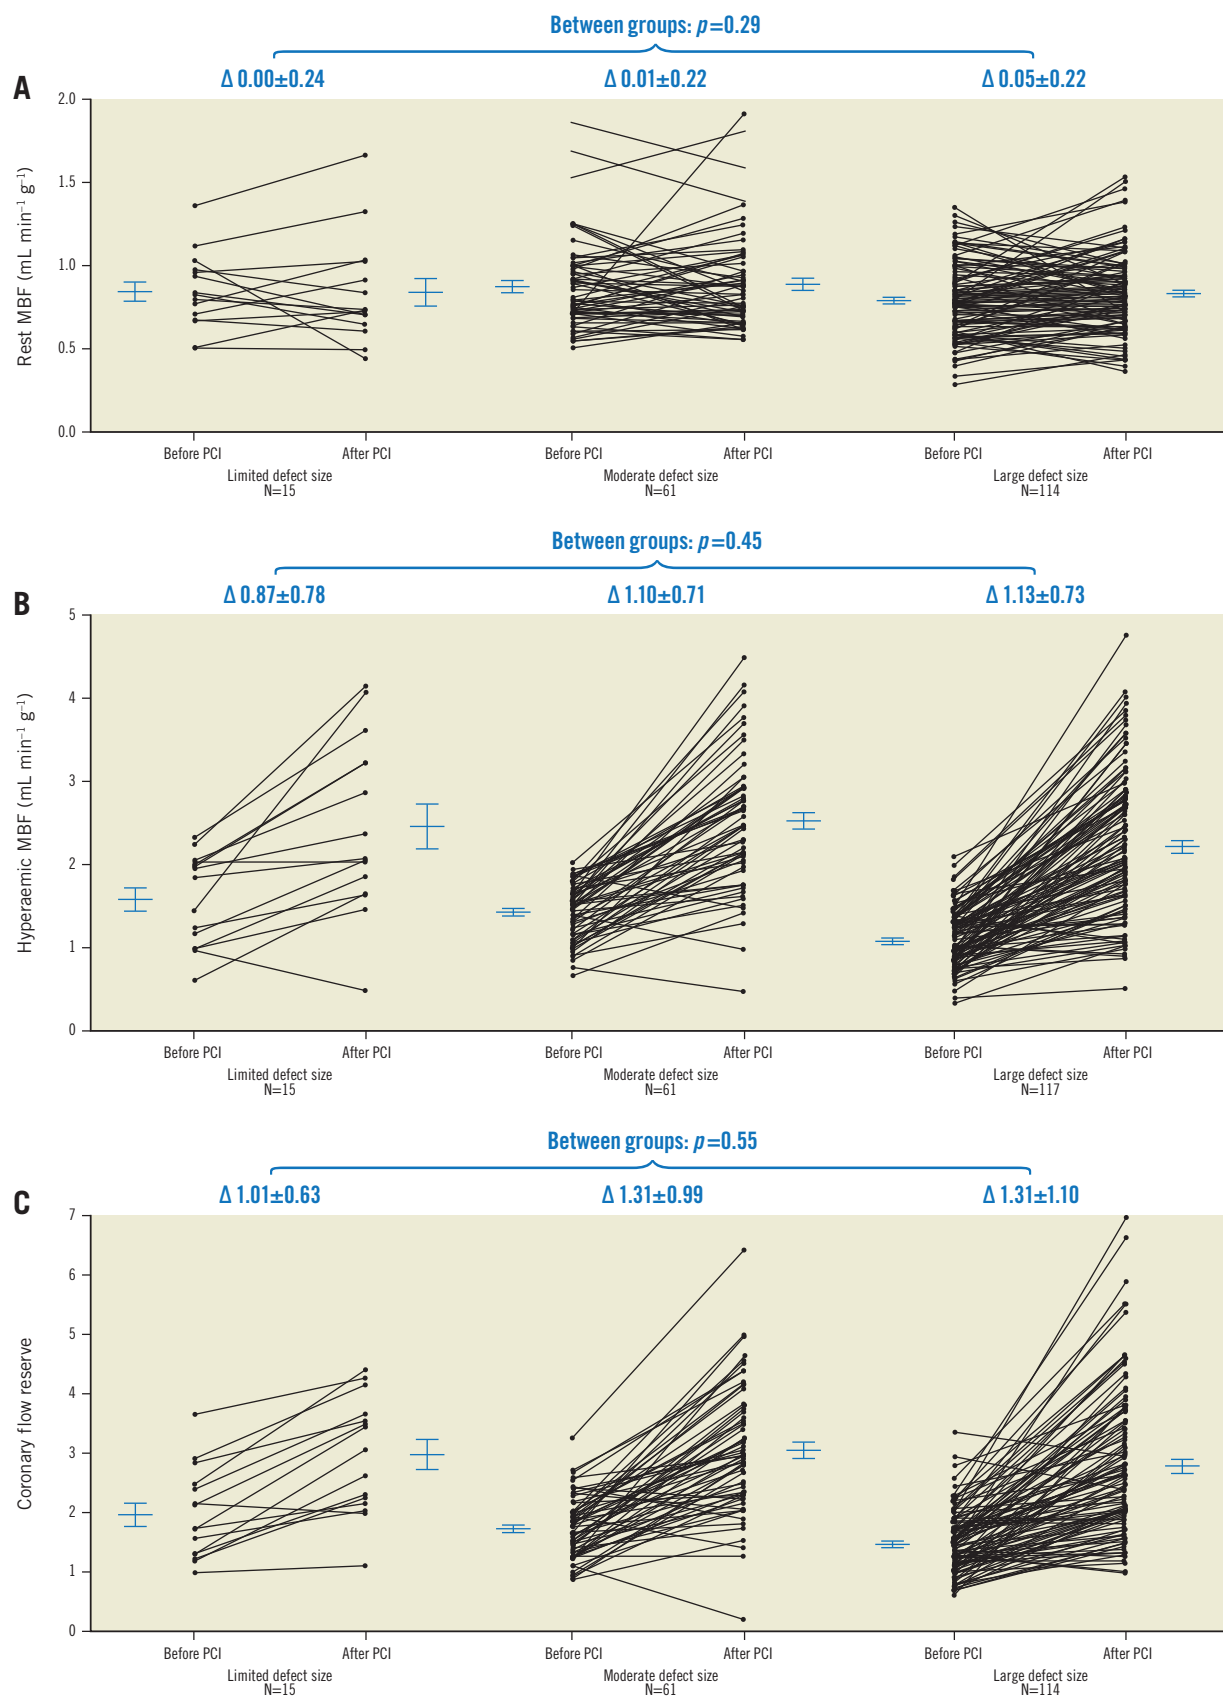 Between groups: p=0.29
Δ 0.00±0.24 Δ 0.01±0.22 Δ 0.05±0.22
A
Rest MBF (mL min⁻¹ g⁻¹)
2.0
1.5
1.0
0.5
0.0
Before PCI After PCI Before PCI After PCI Before PCI After PCI
Limited defect size Moderate defect size Large defect size
N=15 N=61 N=114
Between groups: p=0.45
Δ 0.87±0.78 Δ 1.10±0.71 Δ 1.13±0.73
B
Hyperaemic MBF (mL min⁻¹ g⁻¹)
5
4
3
2
1
0
Before PCI After PCI Before PCI After PCI Before PCI After PCI
Limited defect size Moderate defect size Large defect size
N=15 N=61 N=117
Between groups: p=0.55
Δ 1.01±0.63 Δ 1.31±0.99 Δ 1.31±1.10
C
Coronary flow reserve
7
6
5
4
3
2
1
0
Before PCI After PCI Before PCI After PCI Before PCI After PCI
Limited defect size Moderate defect size Large defect size
N=15 N=61 N=114